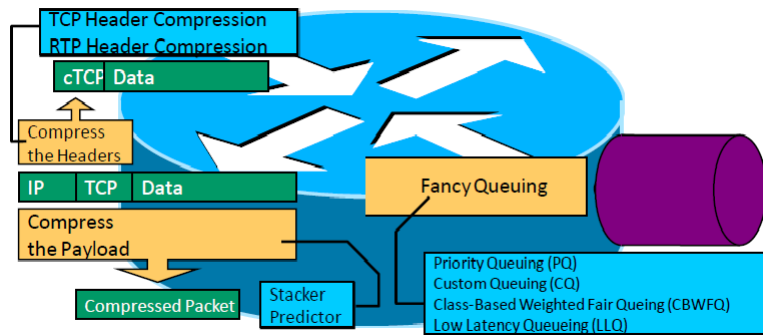 TCP Header Compression
RTP Header Compression
cTCP Data
Compress
the Headers
IP TCP Data
Fancy Queuing
Compress
the Payload
Compressed Packet
Stacker
Predictor
Priority Queuing (PQ)
Custom Queuing (CQ)
Class-Based Weighted Fair Queing (CBWFQ)
Low Latency Queueing (LLQ)